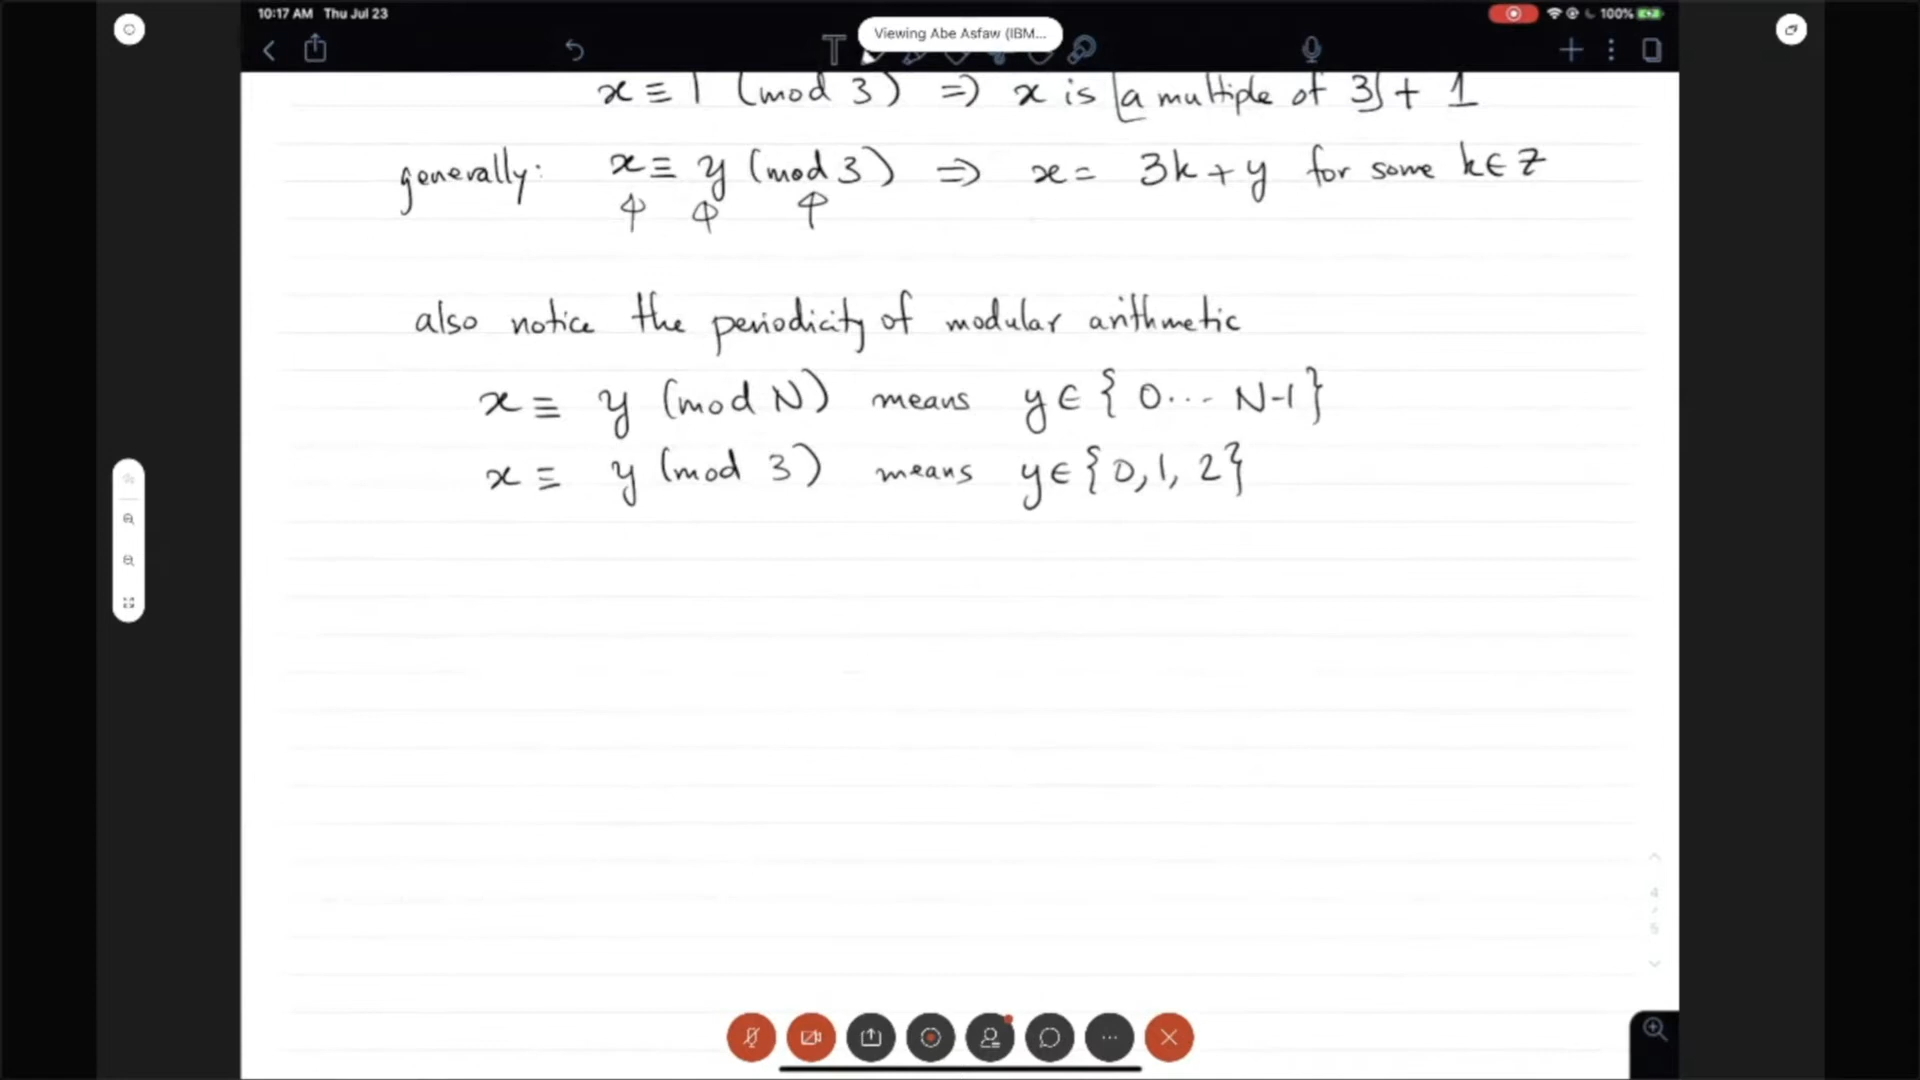 10:17 AM Thu Jul 23
100%
Viewing Abe Asfaw (IBM...
T
x ≡ 1 (mod 3) => x is [a multiple of 3] + 1
generally: x ≡ y (mod 3) => x = 3k + y for some k ∈ Z
also notice the periodicity of modular arithmetic
x ≡ y (mod N) means y ∈ { 0... N-1}
x ≡ y (mod 3) means y ∈ {0, 1, 2}
4
/
5